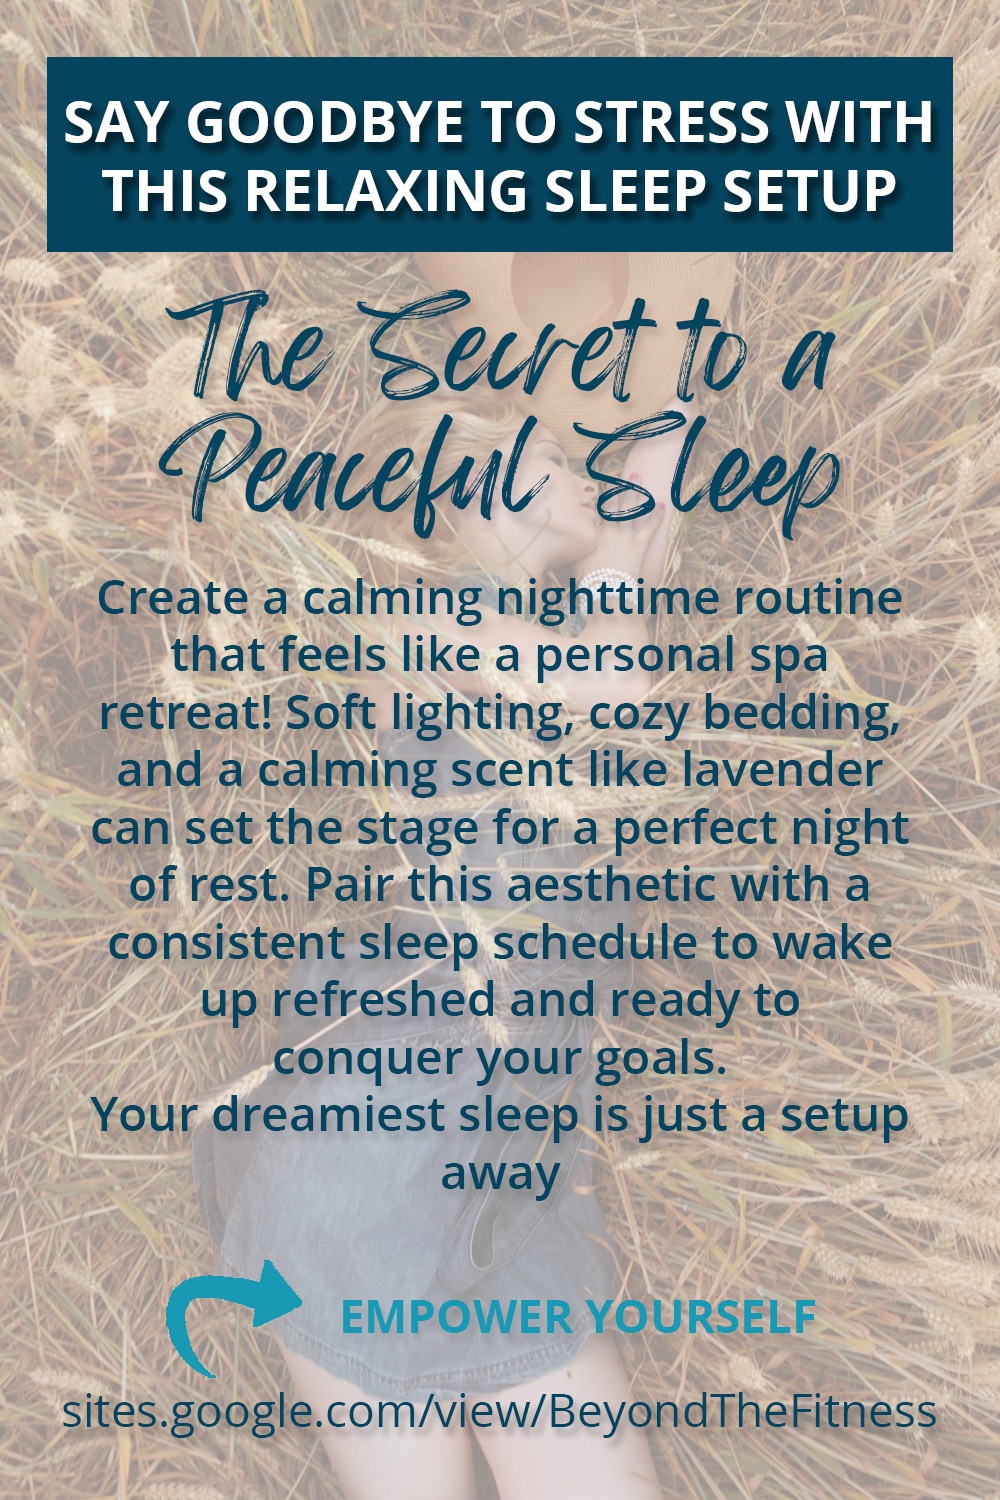 SAY GOODBYE TO STRESS WITH
THIS RELAXING SLEEP SETUP
The Secret to a
Peaceful Sleep
Create a calming nighttime routine
that feels like a personal spa
retreat! Soft lighting, cozy bedding,
and a calming scent like lavender
can set the stage for a perfect night
of rest. Pair this aesthetic with a
consistent sleep schedule to wake
up refreshed and ready to
conquer your goals.
Your dreamiest sleep is just a setup
away
EMPOWER YOURSELF
sites.google.com/view/BeyondTheFitness